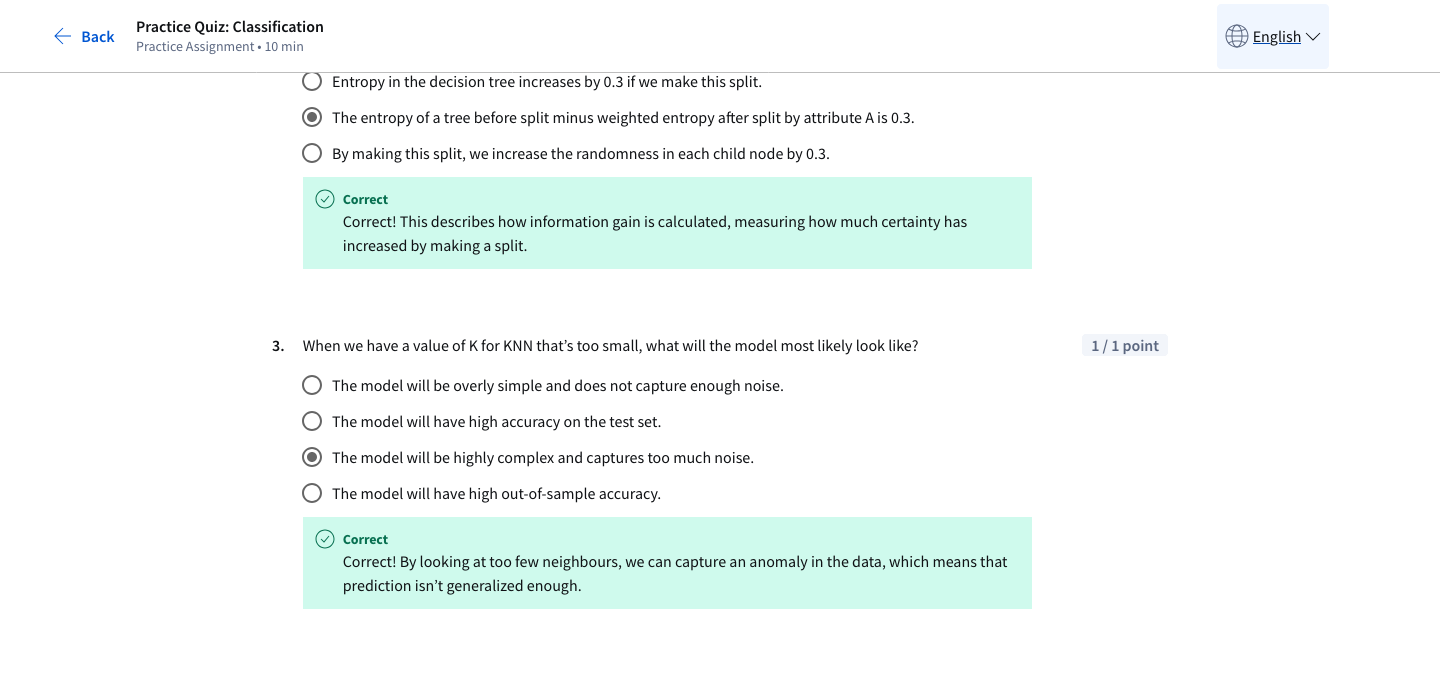 Back
Practice Quiz: Classification
Practice Assignment • 10 min
English
Entropy in the decision tree increases by 0.3 if we make this split.
The entropy of a tree before split minus weighted entropy after split by attribute A is 0.3.
By making this split, we increase the randomness in each child node by 0.3.
Correct
Correct! This describes how information gain is calculated, measuring how much certainty has
increased by making a split.
3. When we have a value of K for KNN that’s too small, what will the model most likely look like?
1 / 1 point
The model will be overly simple and does not capture enough noise.
The model will have high accuracy on the test set.
The model will be highly complex and captures too much noise.
The model will have high out-of-sample accuracy.
Correct
Correct! By looking at too few neighbours, we can capture an anomaly in the data, which means that
prediction isn’t generalized enough.